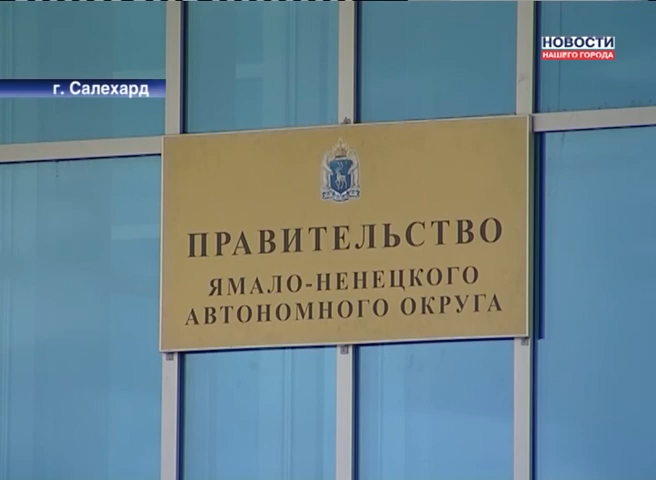 НОВОСТИ
НАШЕГО ГОРОДА
г. Салехард
ПРАВИТЕЛЬСТВО
ЯМАЛО-НЕНЕЦКОГО
АВТОНОМНОГО ОКРУГА